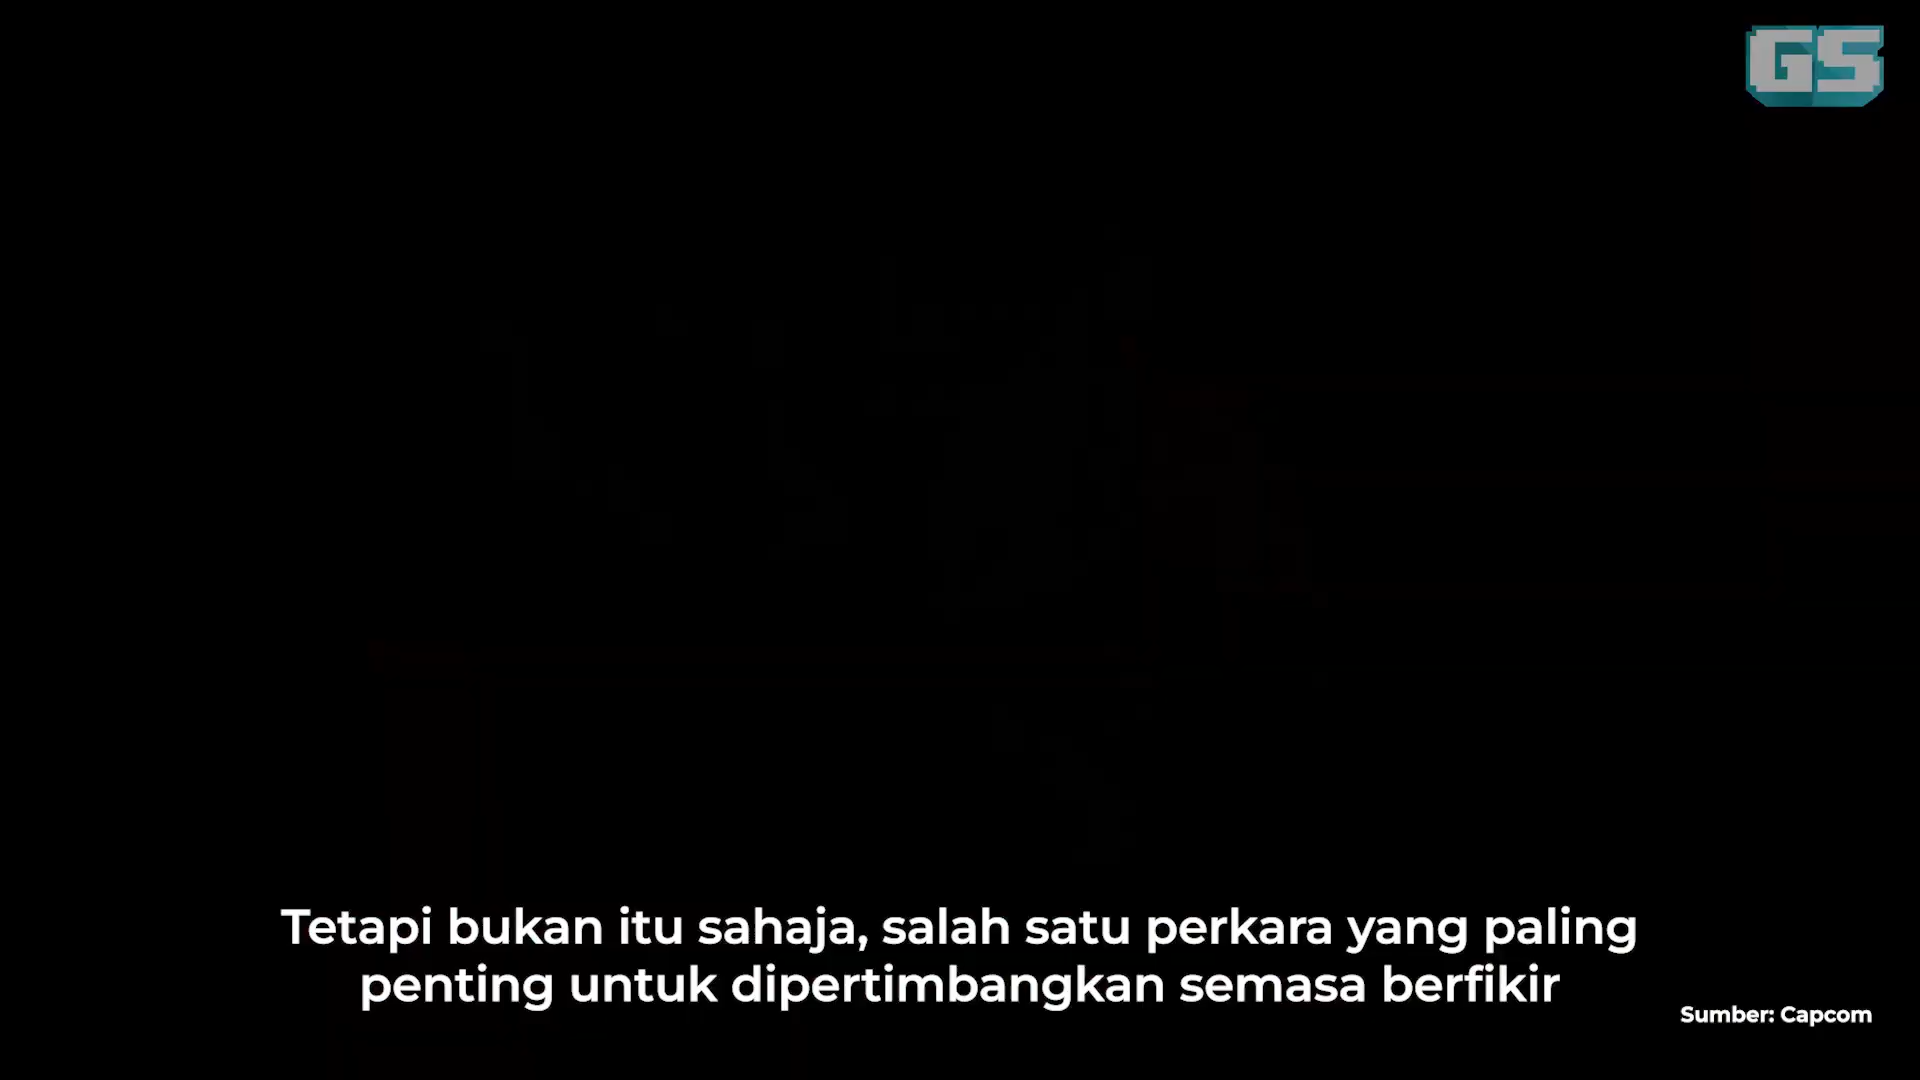 GS
Tetapi bukan itu sahaja, salah satu perkara yang paling
penting untuk dipertimbangkan semasa berfikir
Sumber: Capcom